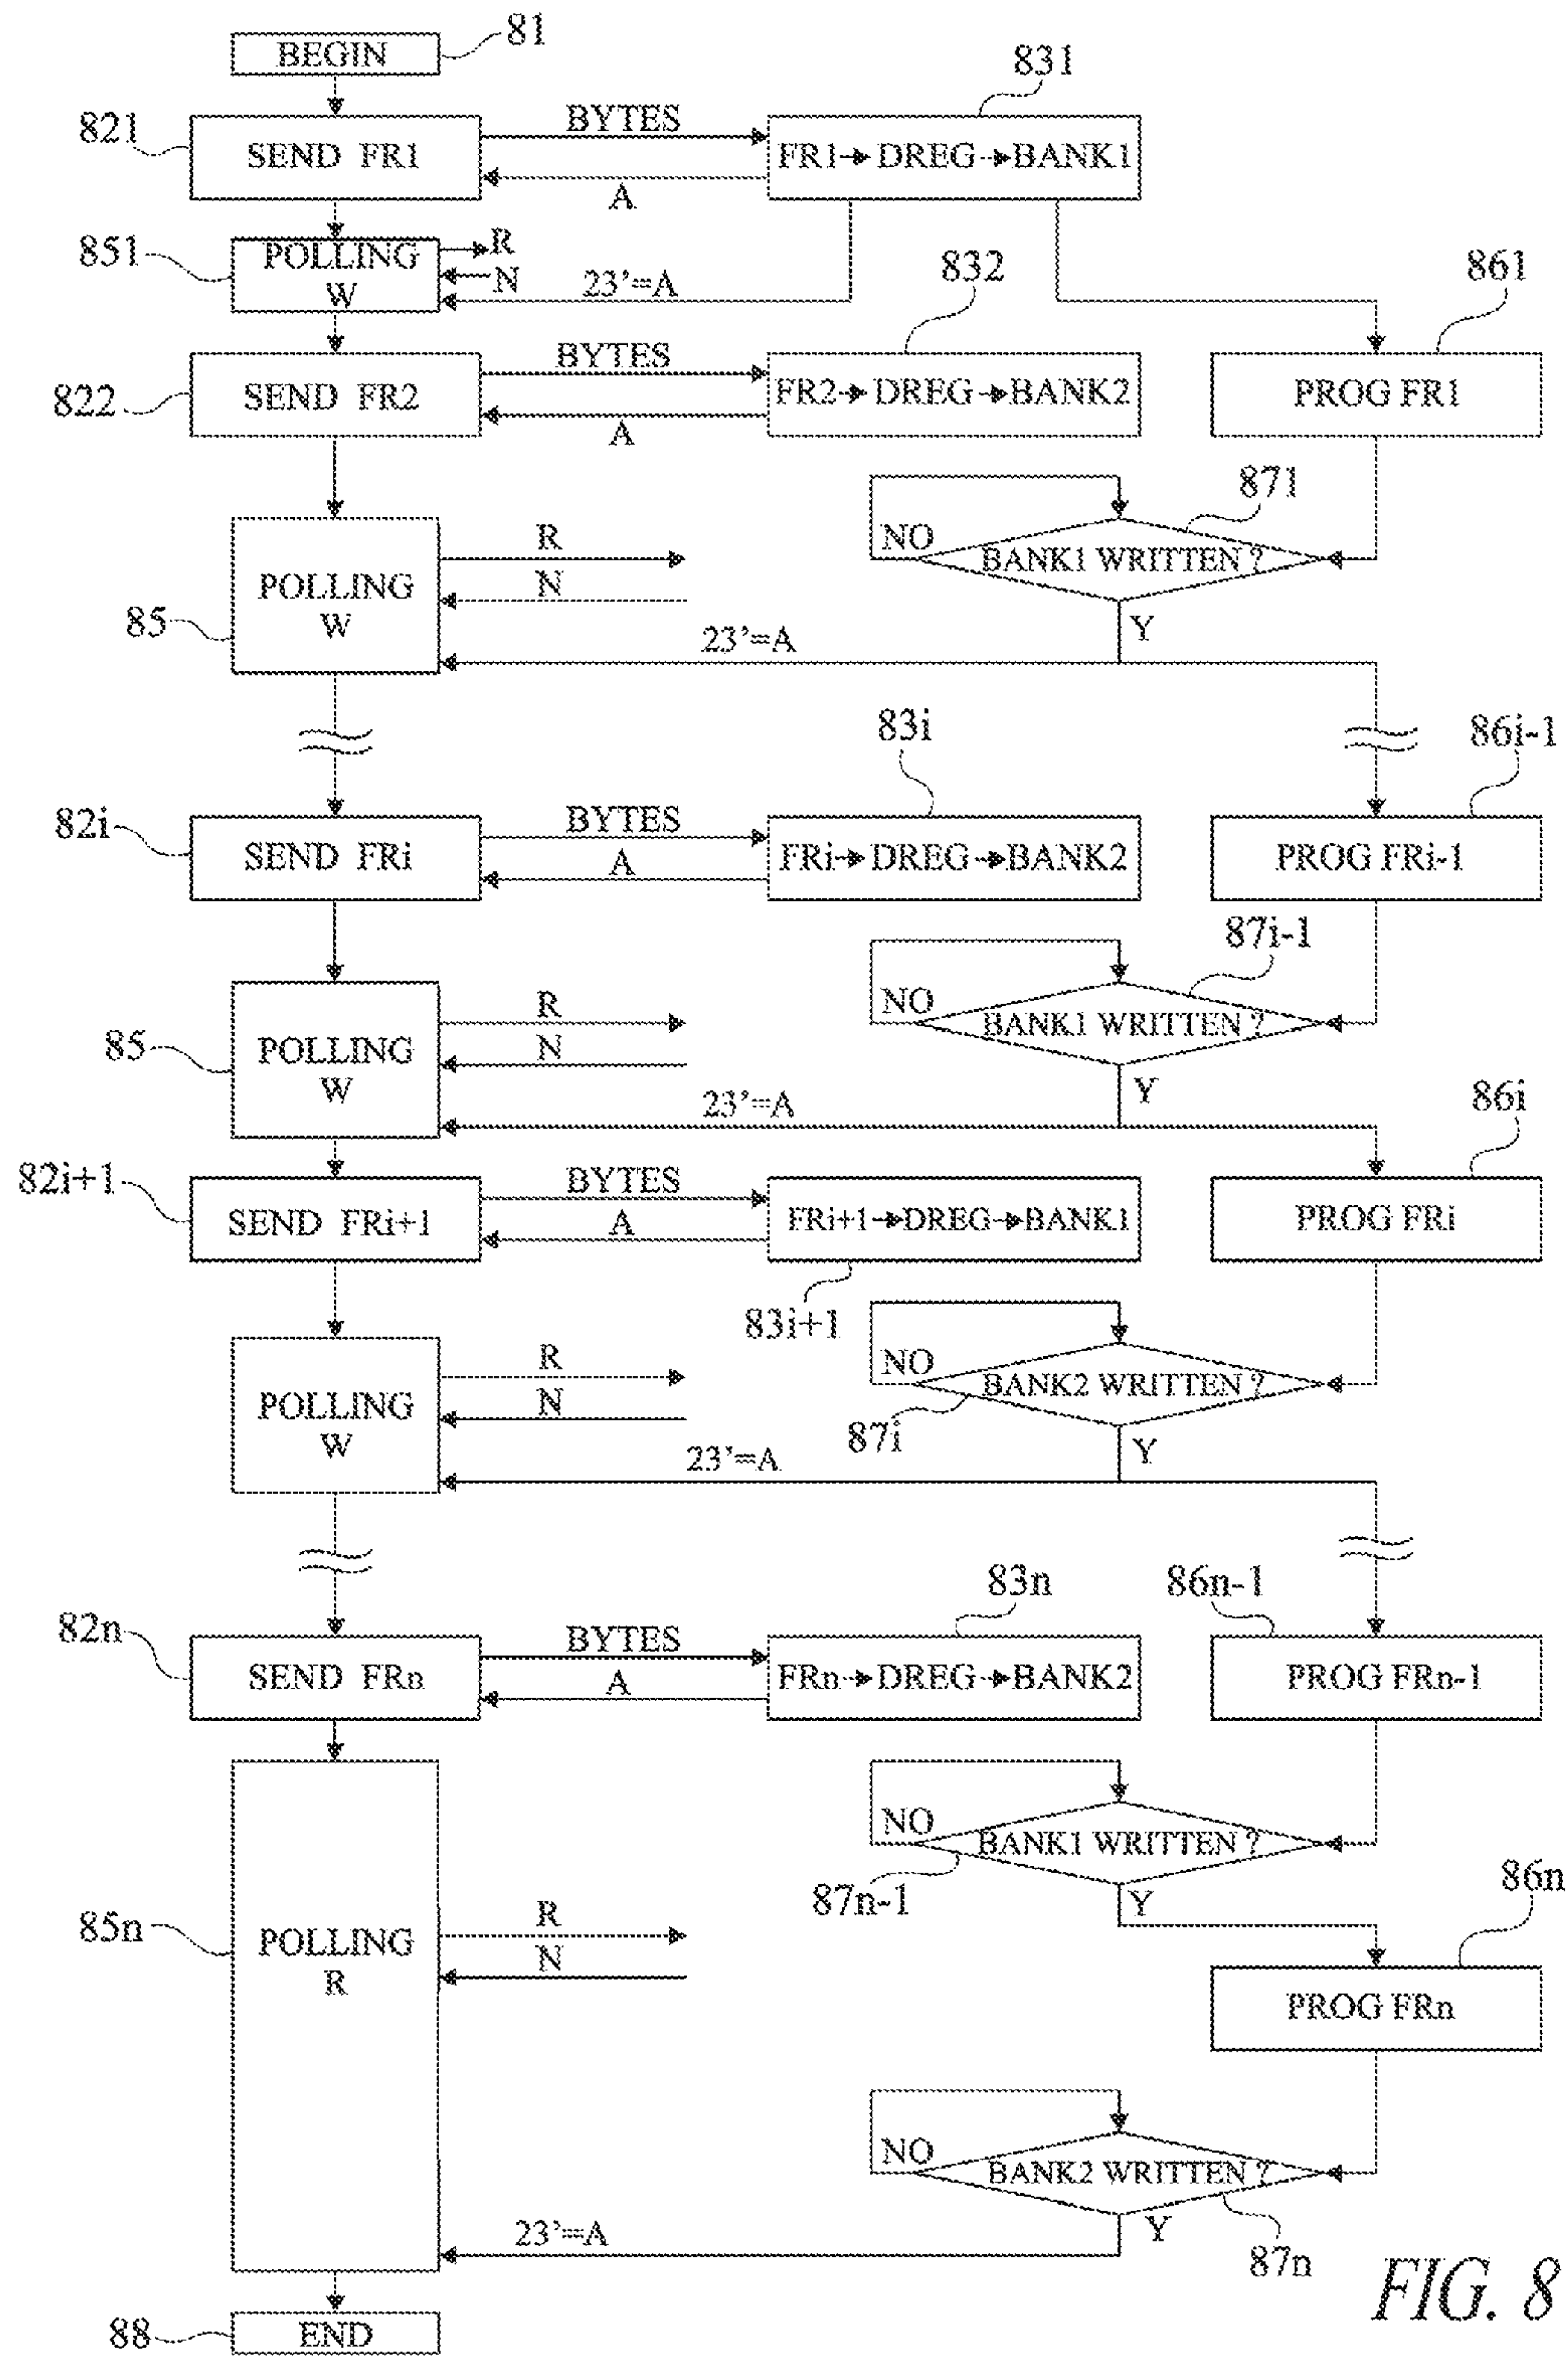 81
BEGIN
831
821
SEND FR1
BYTES
A
FR1→DREG→BANK1
851
POLLING
W
R
N
23’=A
832
861
822
SEND FR2
BYTES
A
FR2→DREG→BANK2
PROG FR1
871
85
POLLING
W
R
N
NO
BANK1 WRITTEN ?
Y
23’=A
83i
86i-1
82i
SEND FRi
BYTES
A
FRi→DREG→BANK2
PROG FRi-1
87i-1
85
POLLING
W
R
N
NO
BANK1 WRITTEN ?
Y
23’=A
86i
82i+1
SEND FRi+1
BYTES
A
FRi+1→DREG→BANK1
PROG FRi
83i+1
POLLING
W
R
N
NO
BANK2 WRITTEN ?
87i
Y
23’=A
83n
86n-1
82n
SEND FRn
BYTES
A
FRn→DREG→BANK2
PROG FRn-1
NO
BANK1 WRITTEN ?
87n-1
Y
86n
85n
POLLING
R
R
N
PROG FRn
NO
BANK2 WRITTEN ?
Y
23’=A
87n
88
END
FIG. 8